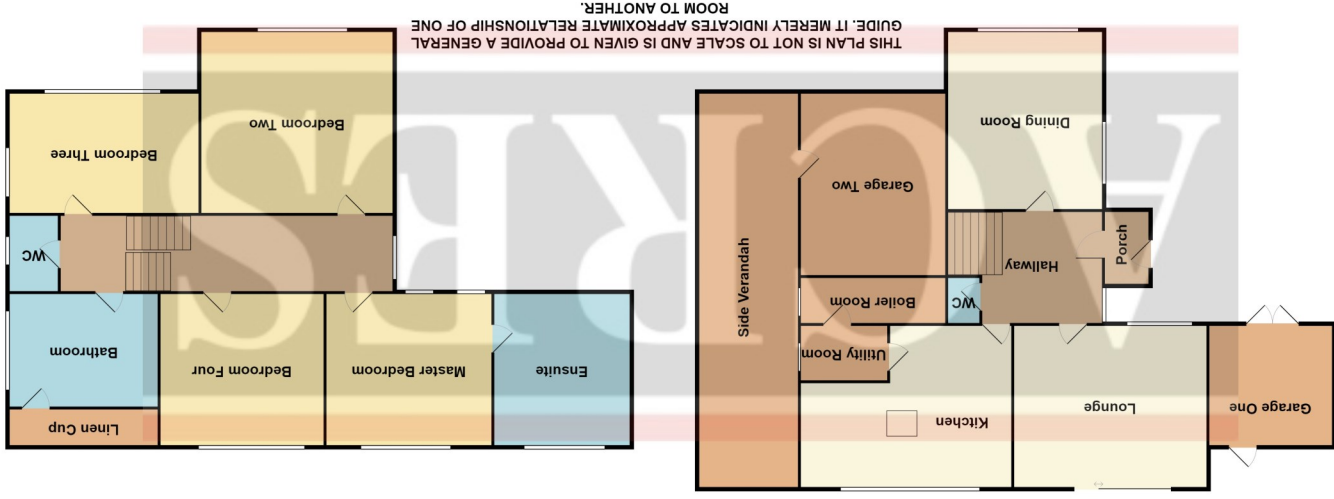 THIS PLAN IS NOT TO SCALE AND IS GIVEN TO PROVIDE A GENERAL
GUIDE. IT MERELY INDICATES APPROXIMATE RELATIONSHIP OF ONE
ROOM TO ANOTHER.
Garage One
Lounge
Kitchen
Utility Room
Boiler Room
WC
Hallway
Porch
Side Verandah
Garage Two
Dining Room
Ensuite
Master Bedroom
Bedroom Four
Linen Cup
Bathroom
WC
Bedroom Two
Bedroom Three
ACRES